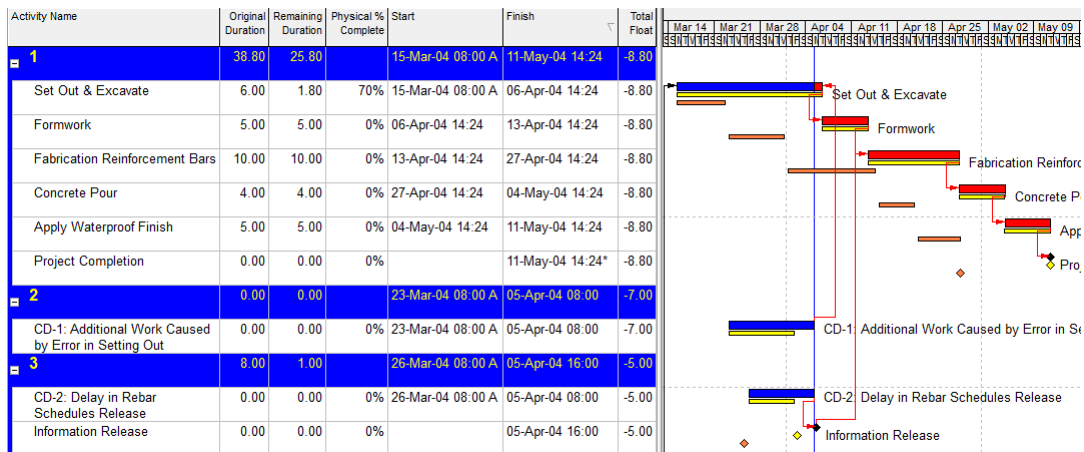 Activity Name Original Remaining Physical % Start Finish Total
Duration Duration Complete Float
Mar 14 Mar 21 Mar 28 Apr 04 Apr 11 Apr 18 Apr 25 May 02 May 09
1 38.80 25.80 15-Mar-04 08:00 A 11-May-04 14:24 -8.80
Set Out & Excavate 6.00 1.80 70% 15-Mar-04 08:00 A 06-Apr-04 14:24 -8.80 Set Out & Excavate
Formwork 5.00 5.00 0% 06-Apr-04 14:24 13-Apr-04 14:24 -8.80 Formwork
Fabrication Reinforcement Bars 10.00 10.00 0% 13-Apr-04 14:24 27-Apr-04 14:24 -8.80 Fabrication Reinforc
Concrete Pour 4.00 4.00 0% 27-Apr-04 14:24 04-May-04 14:24 -8.80 Concrete P
Apply Waterproof Finish 5.00 5.00 0% 04-May-04 14:24 11-May-04 14:24 -8.80 App
Project Completion 0.00 0.00 0% 11-May-04 14:24* -8.80 Proj
2 0.00 0.00 23-Mar-04 08:00 A 05-Apr-04 08:00 -7.00
CD-1: Additional Work Caused 0.00 0.00 0% 23-Mar-04 08:00 A 05-Apr-04 08:00 -7.00 CD-1: Additional Work Caused by Error in Se
by Error in Setting Out
3 8.00 1.00 26-Mar-04 08:00 A 05-Apr-04 16:00 -5.00
CD-2: Delay in Rebar 0.00 0.00 0% 26-Mar-04 08:00 A 05-Apr-04 08:00 -5.00 CD-2: Delay in Rebar Schedules Release
Schedules Release
Information Release 0.00 0.00 0% 05-Apr-04 16:00 -5.00 Information Release